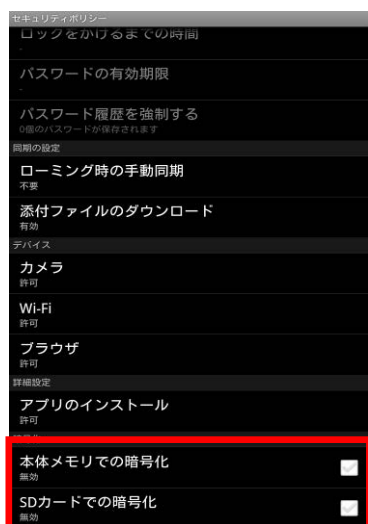 セキュリティポリシー
ロックをかけるまでの時間
-
パスワードの有効期限
-
パスワード履歴を強制する
0個のパスワードが保存されます
同期の設定
ローミング時の手動同期
不要
添付ファイルのダウンロード
有効
デバイス
カメラ
許可
Wi-Fi
許可
ブラウザ
許可
詳細設定
アプリのインストール
許可
本体メモリでの暗号化
無効
SDカードでの暗号化
無効